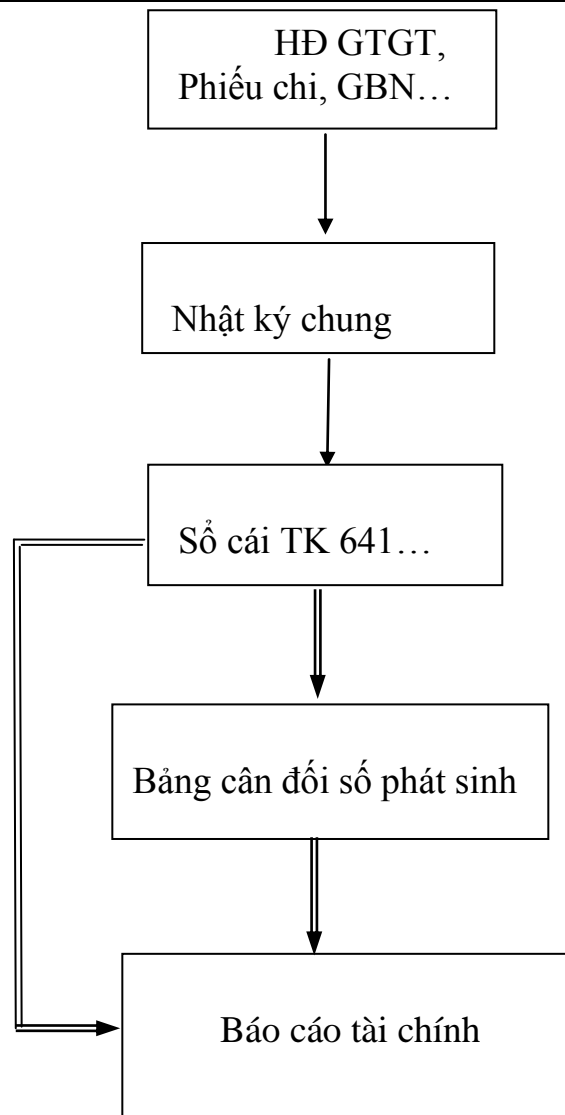 HĐ GTGT,
Phiếu chi, GBN…
Nhật ký chung
Sổ cái TK 641…
Bảng cân đối số phát sinh
Báo cáo tài chính